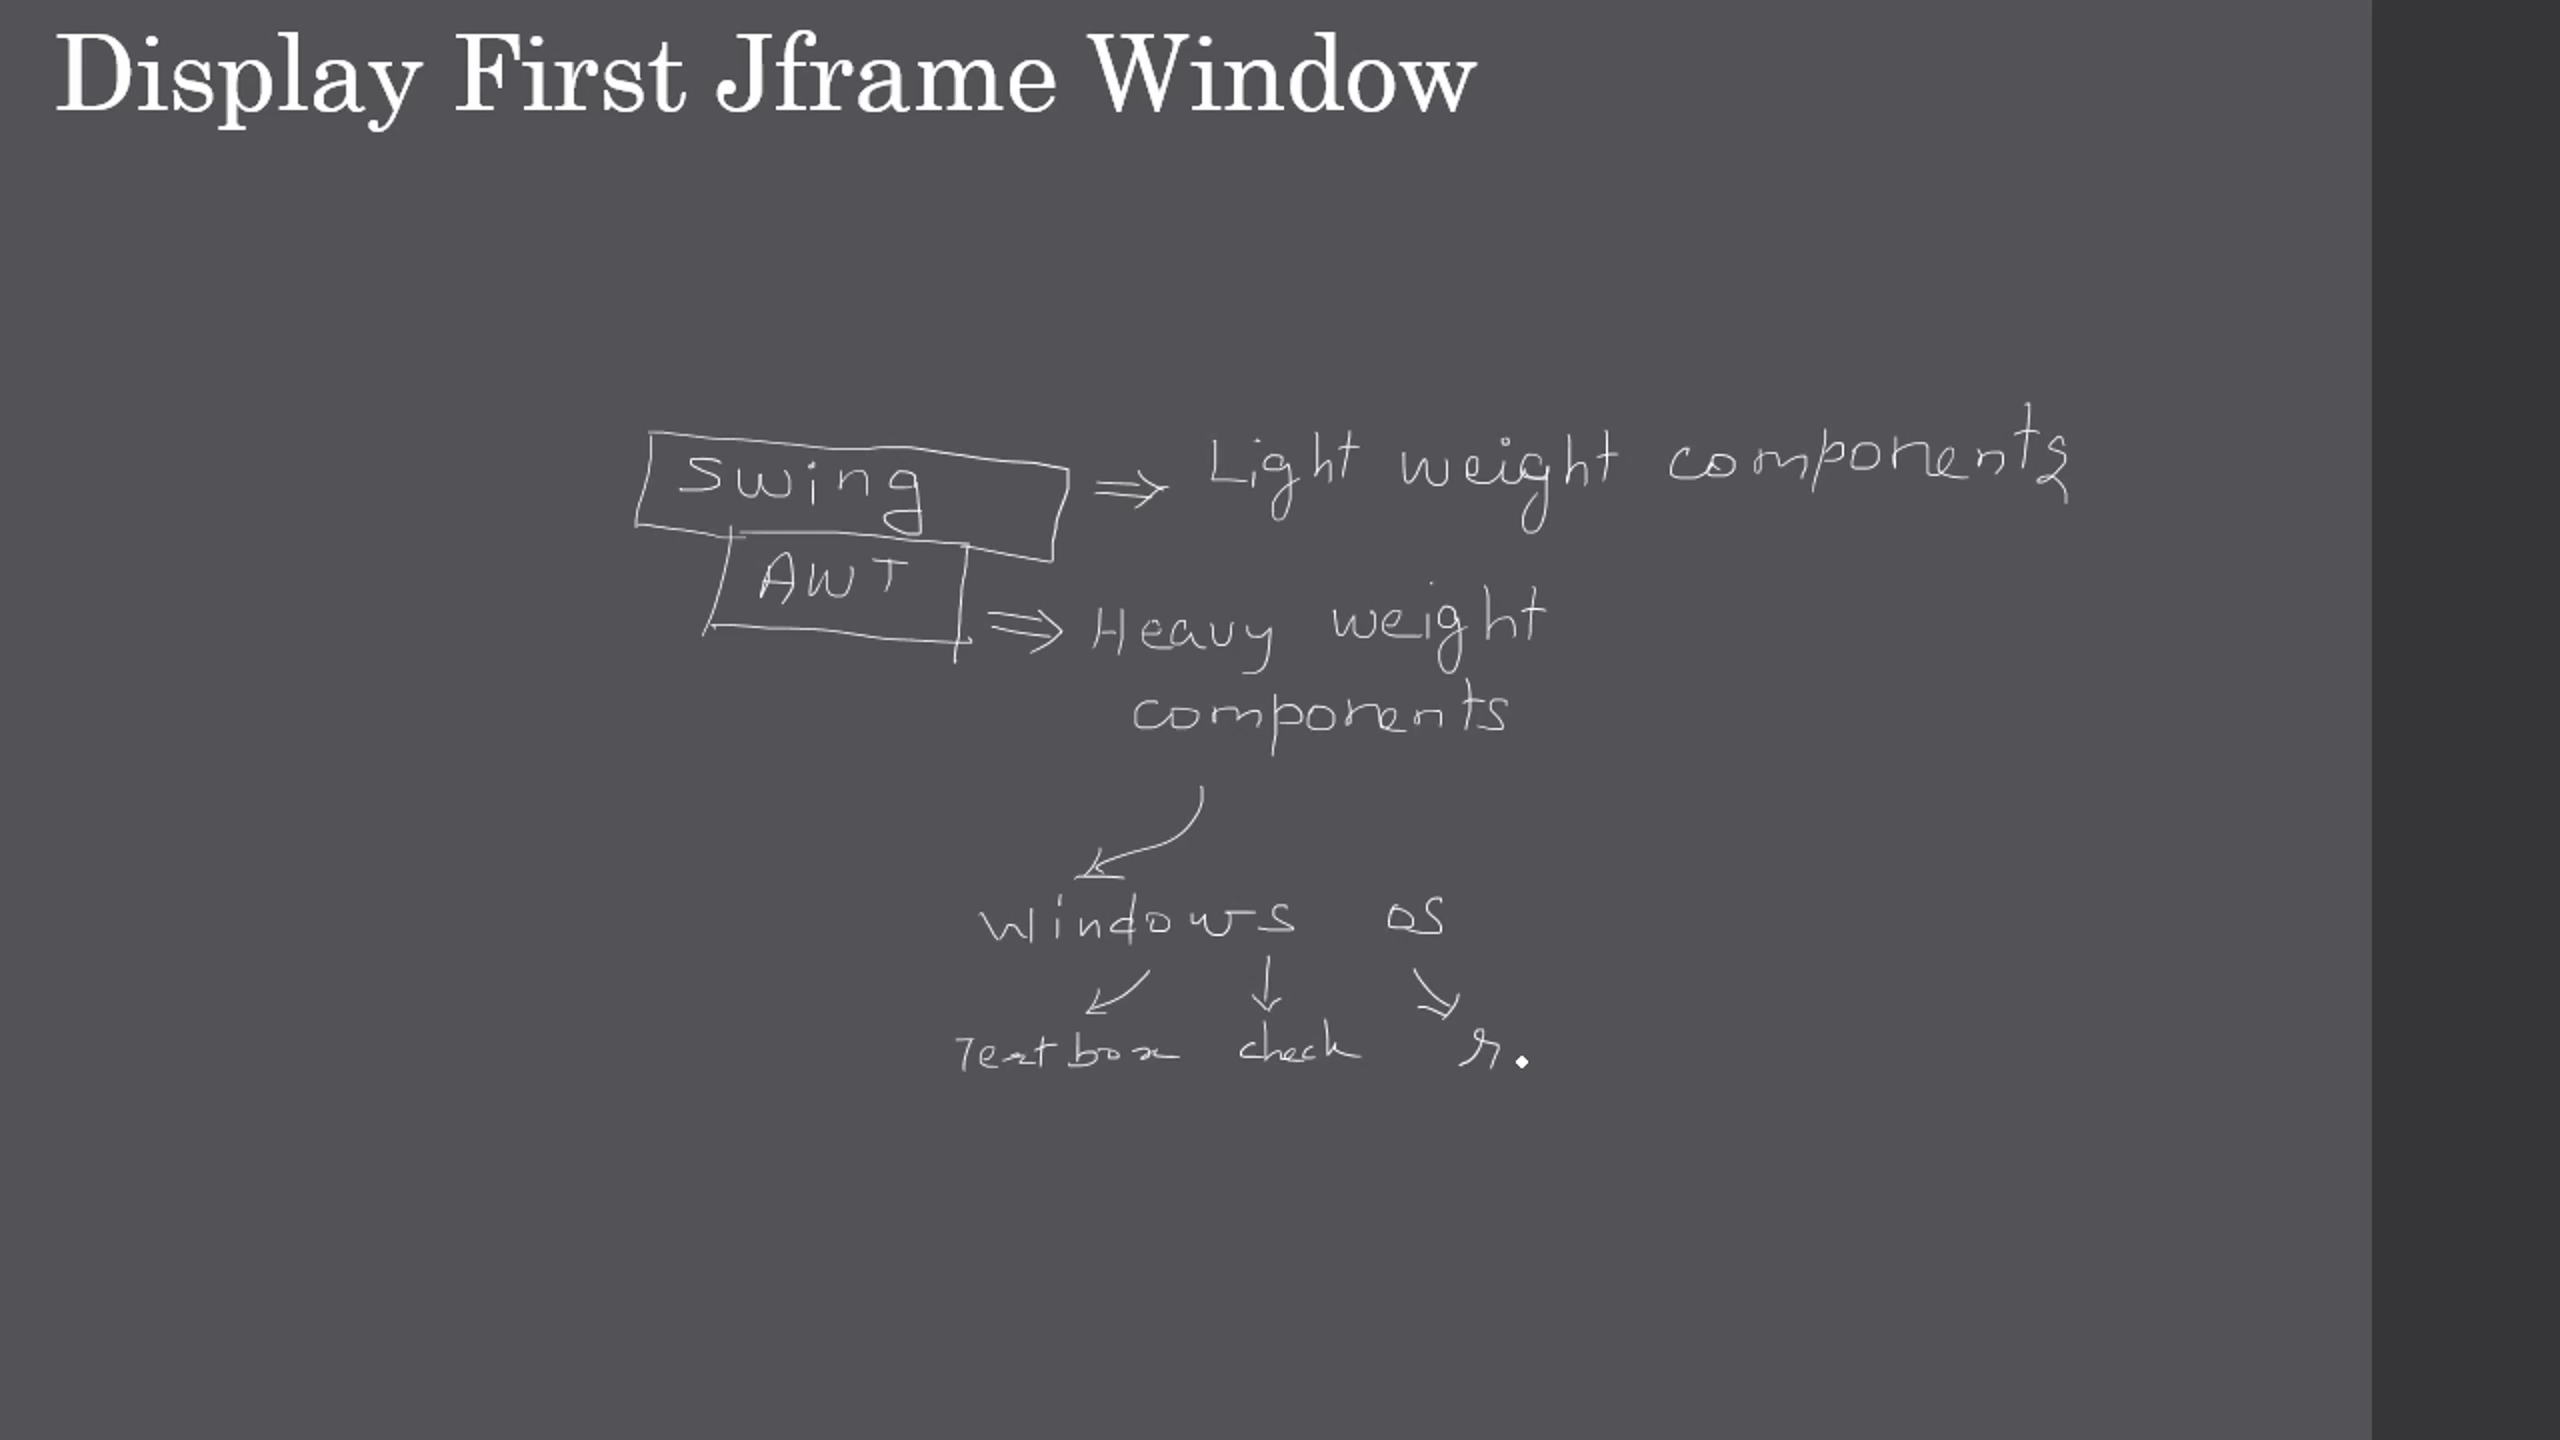 Display First Jframe Window
Swing ⇒ Light weight components
AWT ⇒ Heavy weight
components
Windows OS
Textbox check r